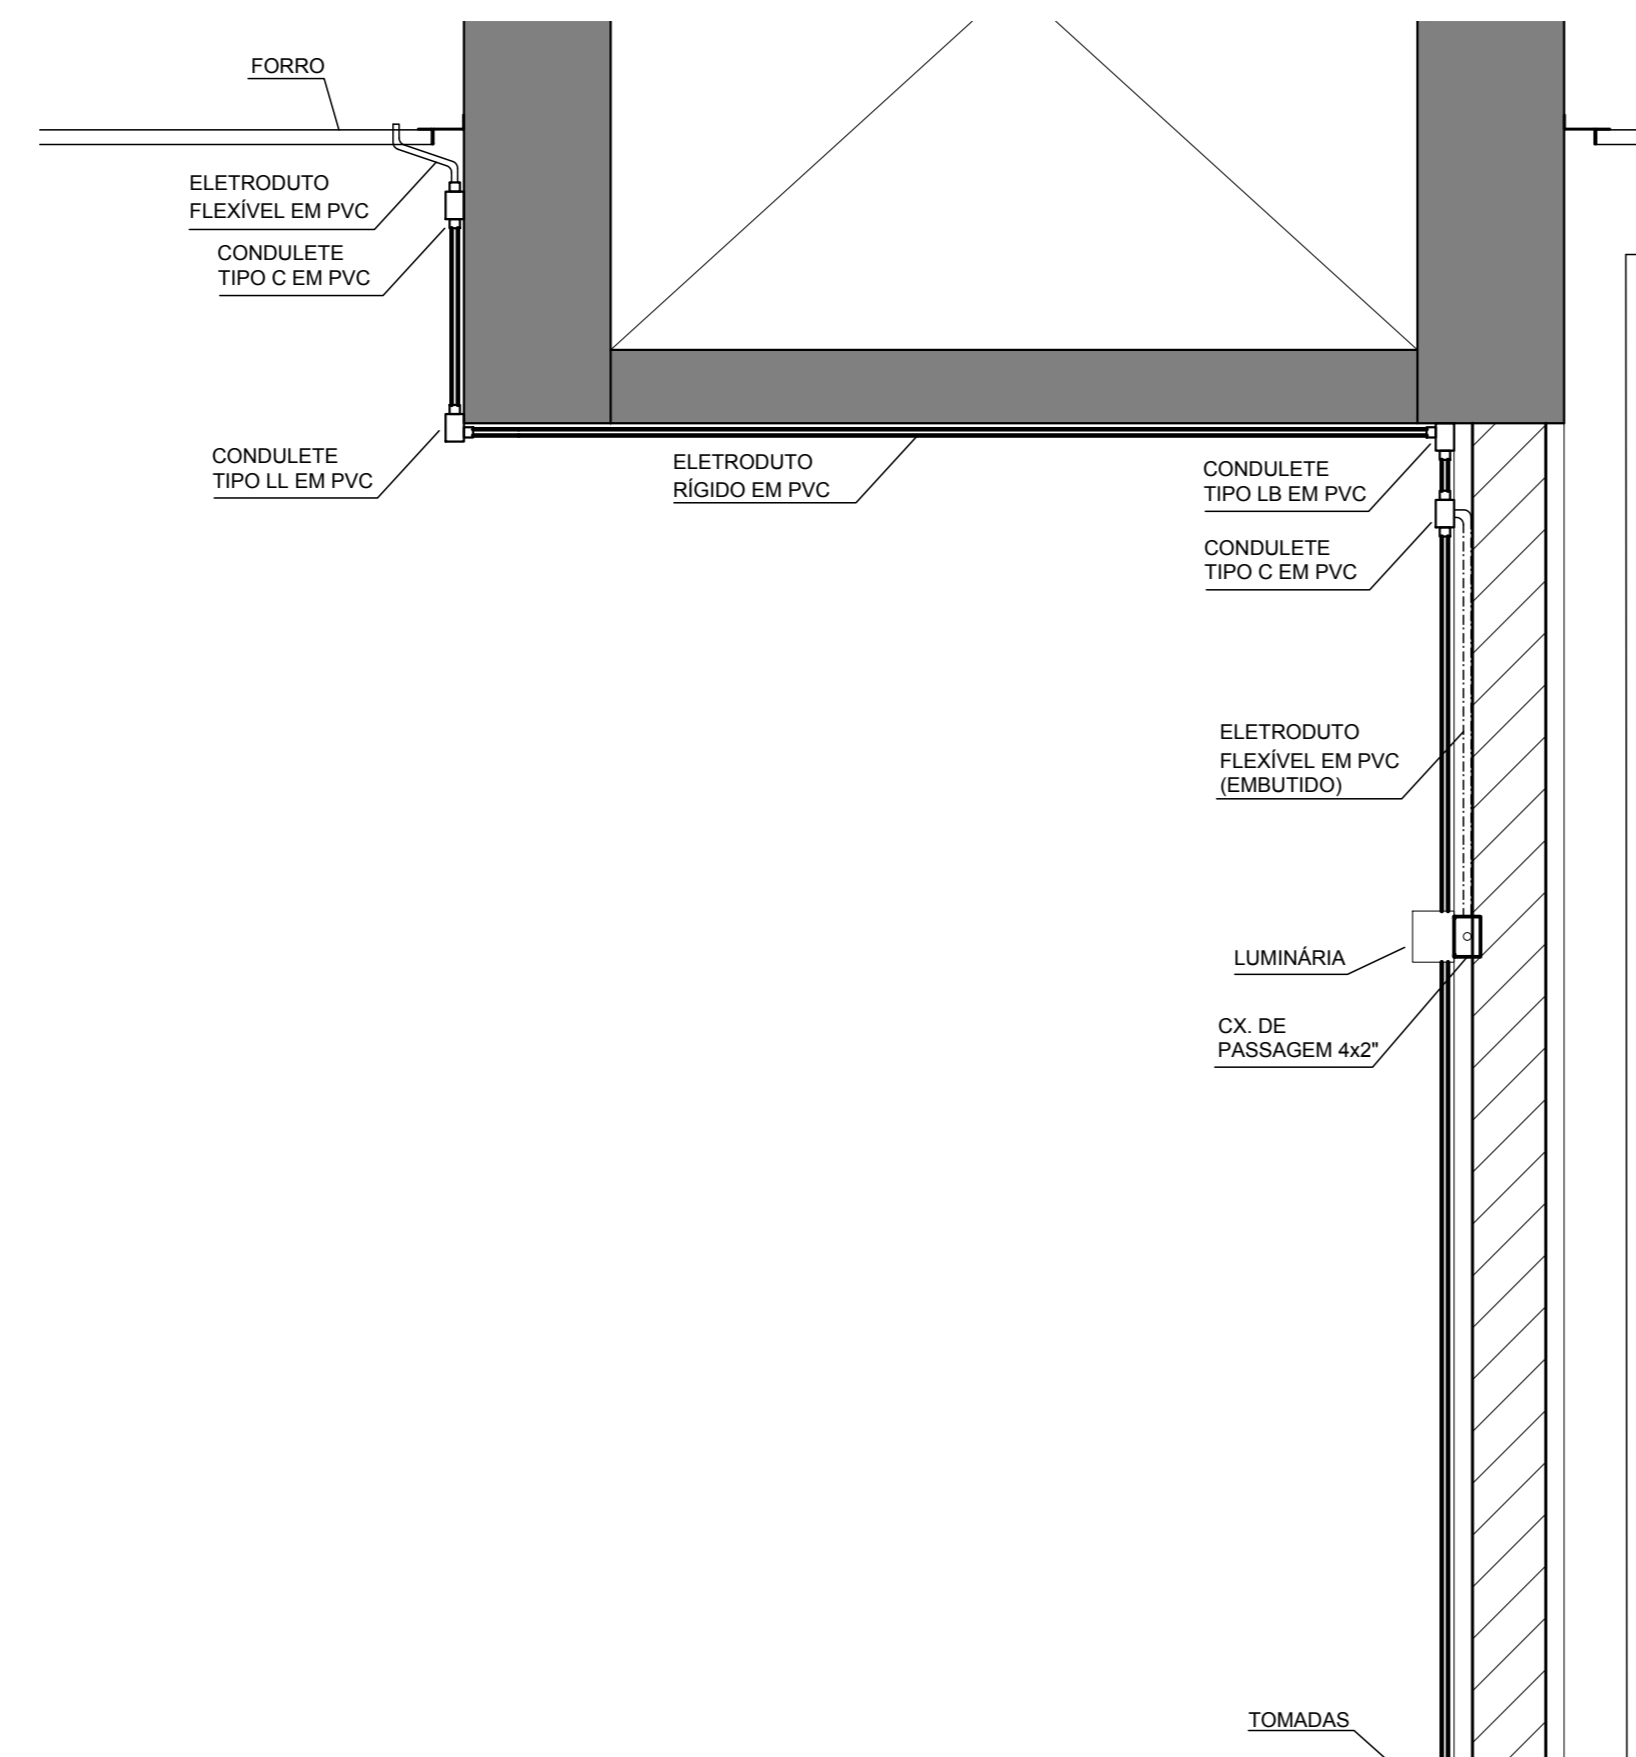 FORRO
ELETRODUTO
FLEXÍVEL EM PVC
CONDULETE
TIPO C EM PVC
CONDULETE
TIPO LL EM PVC
ELETRODUTO
RÍGIDO EM PVC
CONDULETE
TIPO LB EM PVC
CONDULETE
TIPO C EM PVC
ELETRODUTO
FLEXÍVEL EM PVC
(EMBUTIDO)
LUMINÁRIA
CX. DE
PASSAGEM 4x2"
TOMADAS